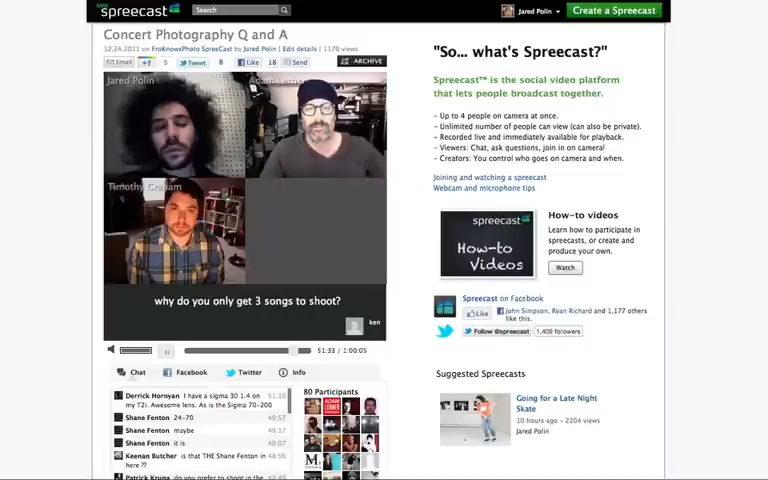 spreecast
Search
Jared Polin
Create a Spreecast
Concert Photography Q and A
12.24.2011 on FroKnowsPhoto SpreeCast by Jared Polin | Edit details | 1170 views
Email
+1
Tweet
8
Like
18
Send
ARCHIVE
Jared Polin
Timothy Graham
why do you only get 3 songs to shoot?
ken
51:33 / 1:00:05
Chat
Facebook
Twitter
Info
Derrick Hornyan I have a sigma 30 1.4 on
my T2i. Awesome lens. As is the Sigma 70-200
51:10
Shane Fenton 24-70
49:57
Shane Fenton maybe
49:17
Shane Fenton it is
49:07
Keenan Butcher is that THE Shane Fenton in
here ??
48:56
80 Participants
"So... what's Spreecast?"
Spreecast™ is the social video platform
that lets people broadcast together.
- Up to 4 people on camera at once.
- Unlimited number of people can view (can also be private).
- Recorded live and immediately available for playback.
- Viewers: Chat, ask questions, join in on camera!
- Creators: You control who goes on camera and when.
Joining and watching a spreecast
Webcam and microphone tips
spreecast
How-to
Videos
How-to videos
Learn how to participate
in spreecasts, or create and
produce your own.
Watch
Spreecast on Facebook
Like
John Simpson, Ryan Richard and 1,177 others
like this.
Follow @spreecast
1,409 followers
Suggested Spreecasts
Going for a Late Night
Skate
10 hours ago - 2204 views
Jared Polin